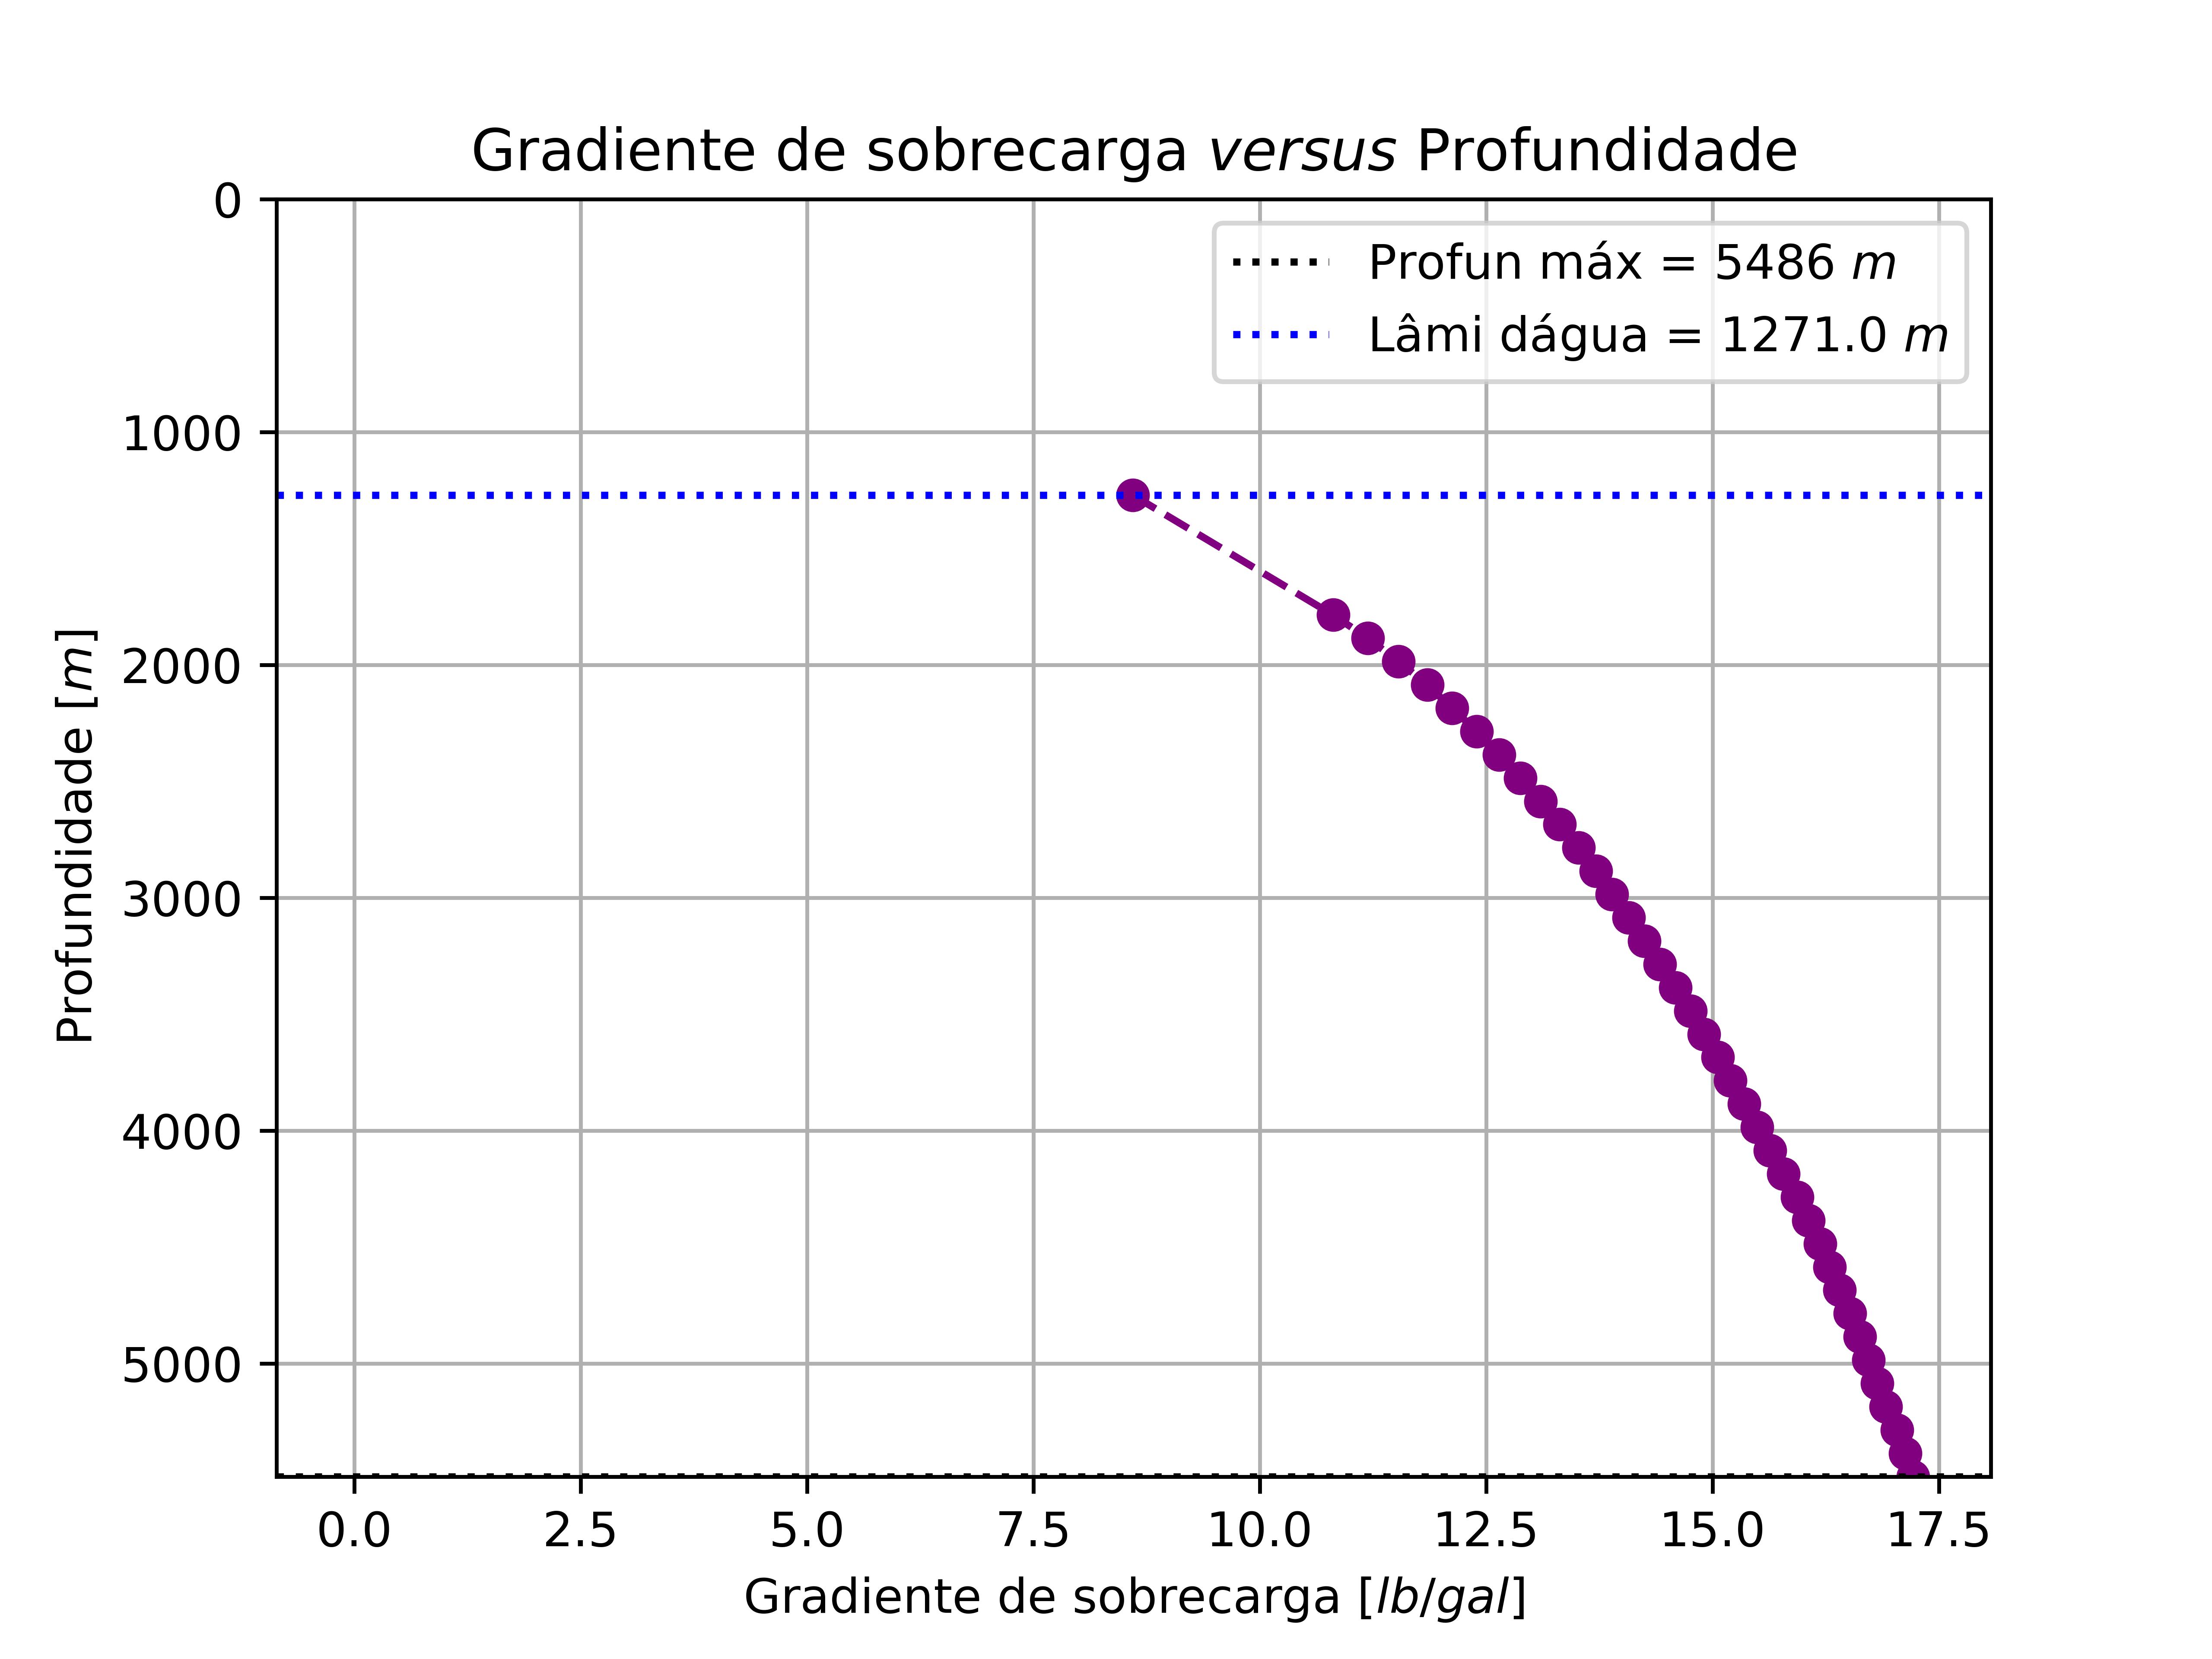 Gradiente de sobrecarga versus Profundidade
Profun máx = 5486 m
Lâmi dágua = 1271.0 m
Profundidade [m]
0
1000
2000
3000
4000
5000
0.0 2.5 5.0 7.5 10.0 12.5 15.0 17.5
Gradiente de sobrecarga [lb/gal]